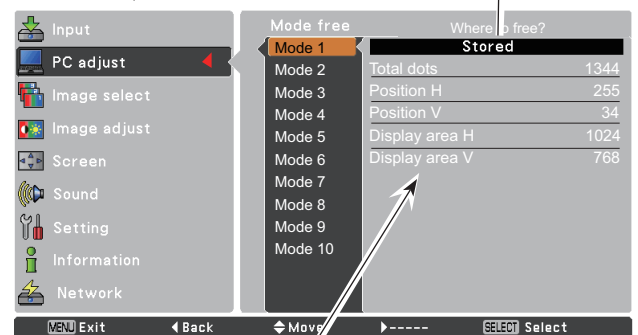 Input
PC adjust
Image select
Image adjust
Screen
Sound
Setting
Information
Network
Mode free
Mode 1
Mode 2
Mode 3
Mode 4
Mode 5
Mode 6
Mode 7
Mode 8
Mode 9
Mode 10
Where to free?
Stored
Total dots 1344
Position H 255
Position V 34
Display area H 1024
Display area V 768
MENU Exit Back Move ----- SELECT Select